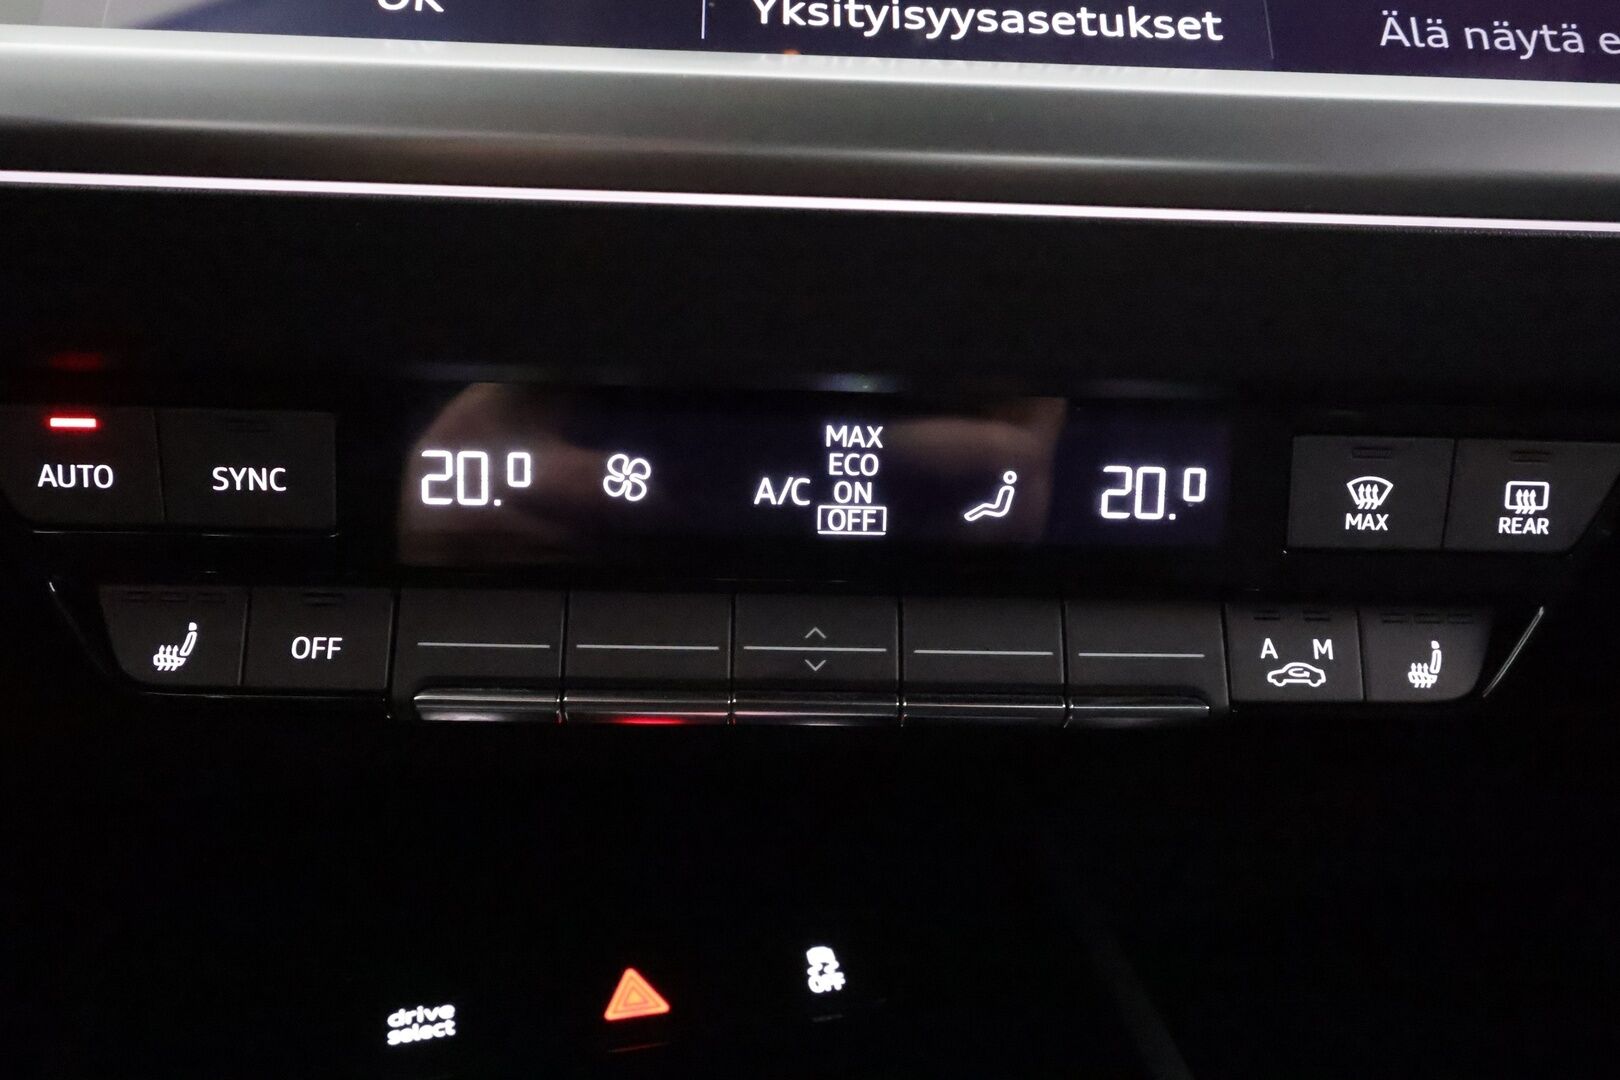 OK
Yksityisyysasetukset
Älä näytä e
AUTO
SYNC
20.0
A/C
MAX
ECO
ON
OFF
20.0
MAX
REAR
OFF
A M
drive
select
OFF